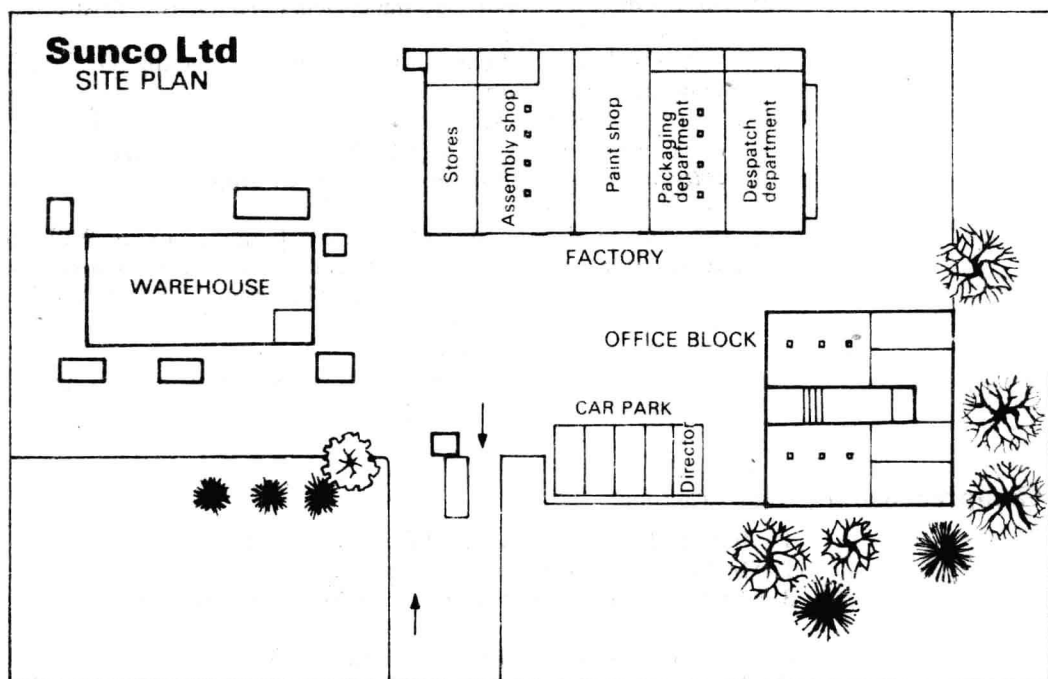 Sunco Ltd
SITE PLAN
Stores
Assembly shop
Paint shop
Packaging
department
Despatch
department
FACTORY
WAREHOUSE
OFFICE BLOCK
CAR PARK
Director